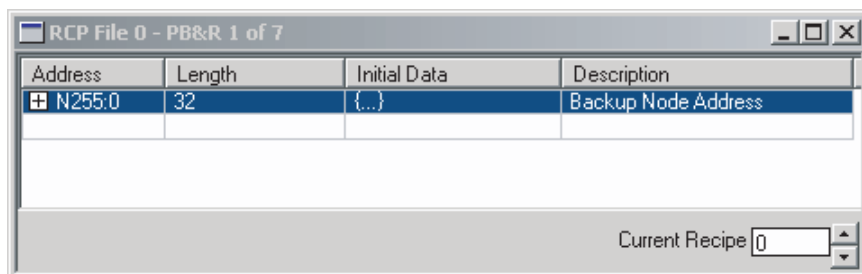 RCP File 0 - PB&R 1 of 7
Address Length Initial Data Description
N255:0 32 {...} Backup Node Address
Current Recipe 0